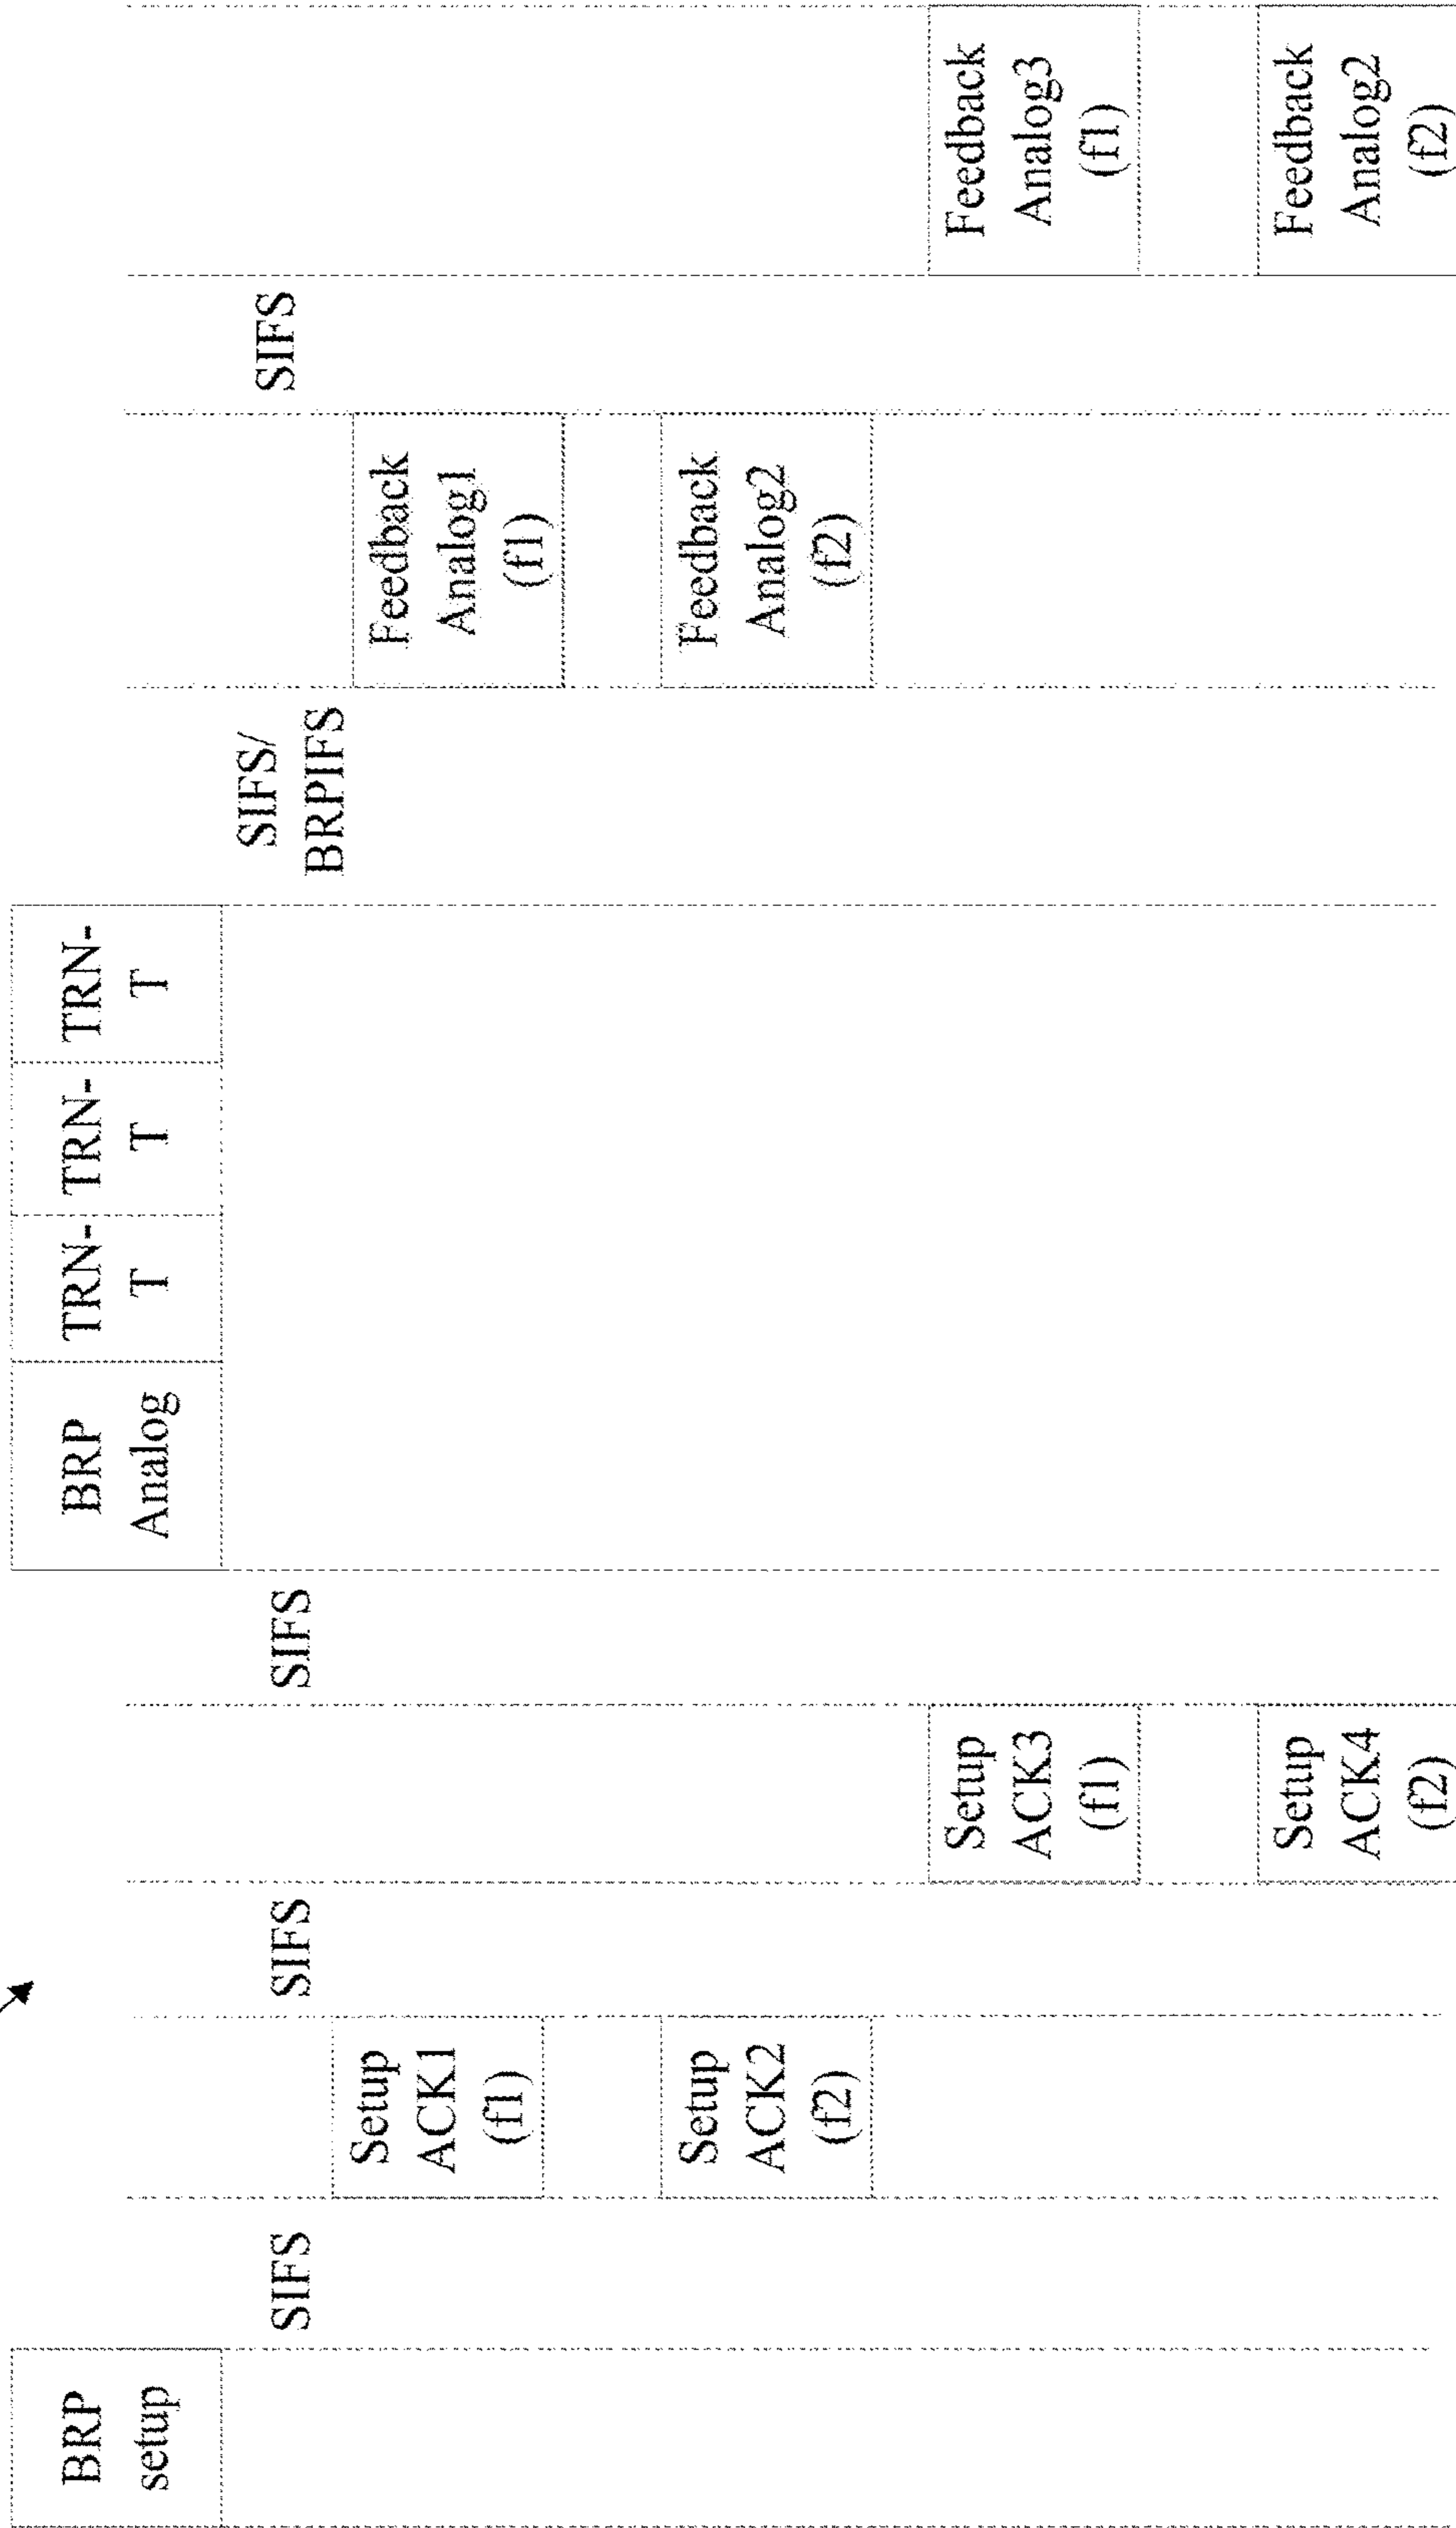 BRP
setup
SIFS
Setup
ACK1
(f1)
Setup
ACK2
(f2)
SIFS
Setup
ACK3
(f1)
Setup
ACK4
(f2)
SIFS
BRP
Analog
TRN-
T
TRN-
T
TRN-
T
SIFS/
BRPIFS
Feedback
Analog1
(f1)
Feedback
Analog2
(f2)
SIFS
Feedback
Analog3
(f1)
Feedback
Analog2
(f2)